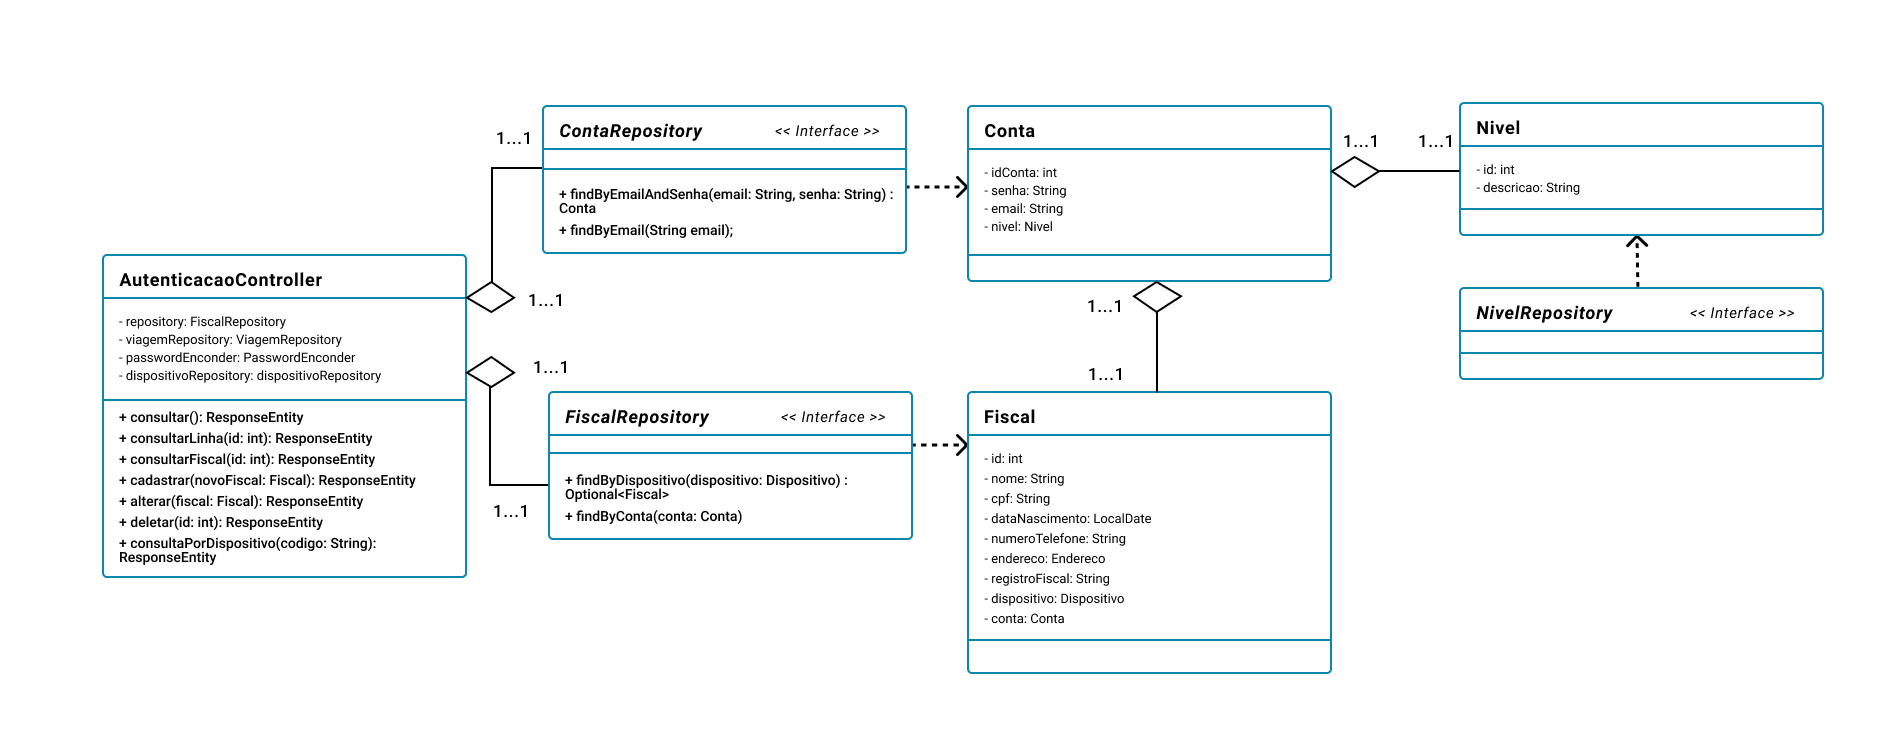 ContaRepository << Interface >>
+ findByEmailAndSenha(email: String, senha: String) :
Conta
+ findByEmail(String email);
1...1
1...1
Conta
- idConta: int
- senha: String
- email: String
- nivel: Nivel
1...1
1...1
Nivel
- id: int
- descricao: String
NivelRepository << Interface >>
AutenticacaoController
- repository: FiscalRepository
- viagemRepository: ViagemRepository
- passwordEnconder: PasswordEnconder
- dispositivoRepository: dispositivoRepository
+ consultar(): ResponseEntity
+ consultarLinha(id: int): ResponseEntity
+ consultarFiscal(id: int): ResponseEntity
+ cadastrar(novoFiscal: Fiscal): ResponseEntity
+ alterar(fiscal: Fiscal): ResponseEntity
+ deletar(id: int): ResponseEntity
+ consultaPorDispositivo(codigo: String):
ResponseEntity
1...1
1...1
FiscalRepository << Interface >>
+ findByDispositivo(dispositivo: Dispositivo) :
Optional<Fiscal>
+ findByConta(conta: Conta)
1...1
1...1
Fiscal
- id: int
- nome: String
- cpf: String
- dataNascimento: LocalDate
- numeroTelefone: String
- endereco: Endereco
- registroFiscal: String
- dispositivo: Dispositivo
- conta: Conta